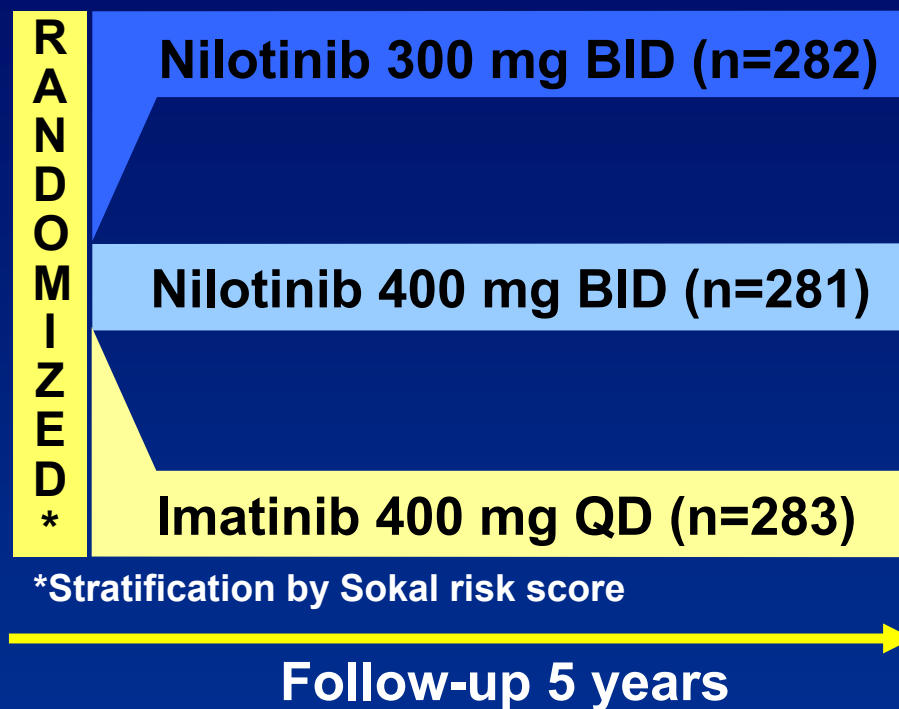 RANDOMIZED*
Nilotinib 300 mg BID (n=282)
Nilotinib 400 mg BID (n=281)
Imatinib 400 mg QD (n=283)
*Stratification by Sokal risk score
Follow-up 5 years